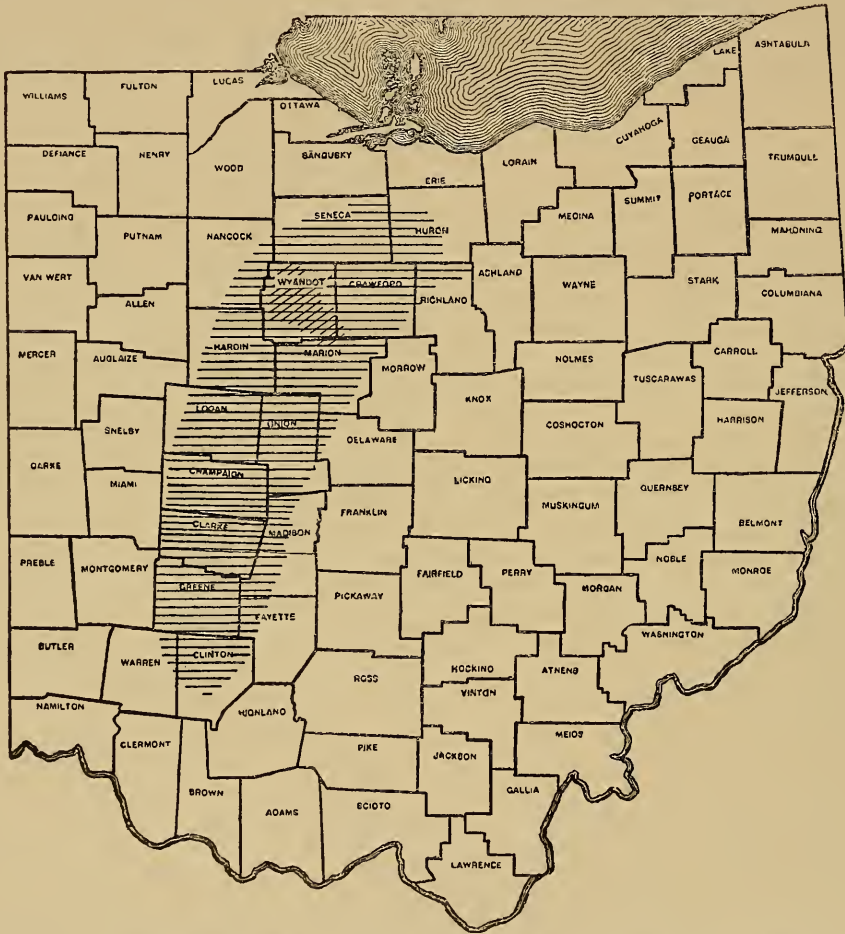 LAKE
ASHTABULA
WILLIAMS
FULTON
LUCAS
OTTAWA
CUYAHOGA
GEAUGA
TRUMBULL
DEFIANCE
HENRY
WOOD
SANDUSKY
ERIE
LORAIN
MEDINA
SUMMIT
PORTAGE
MAHONING
PAULDING
PUTNAM
HANCOCK
SENECA
HURON
VAN WERT
ALLEN
WYANDOT
CRAWFORD
RICHLAND
ASHLAND
WAYNE
STARK
COLUMBIANA
MERCER
AUGLAIZE
HARDIN
MARION
MORROW
HOLMES
CARROLL
JEFFERSON
TUSCARAWAS
KNOX
SHELBY
LOGAN
UNION
DELAWARE
COSHOCTON
HARRISON
DARKE
MIAMI
CHAMPAIGN
LICKING
GUERNSEY
CLARKE
MADISON
FRANKLIN
MUSKINGUM
BELMONT
PREBLE
MONTGOMERY
GREENE
FAIRFIELD
PERRY
NOBLE
MONROE
MORGAN
FAYETTE
PICKAWAY
BUTLER
WARREN
CLINTON
WASHINGTON
HOCKING
ATHENS
ROSS
VINTON
HAMILTON
HIGHLAND
MEIGS
CLERMONT
PIKE
JACKSON
BROWN
ADAMS
SCIOTO
GALLIA
LAWRENCE